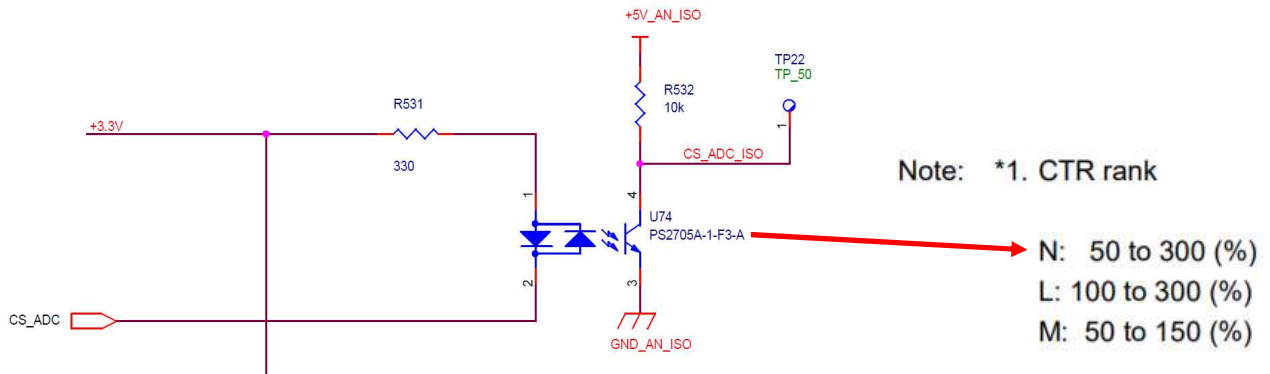 +5V_AN_ISO
TP22
TP_50
R532
10k
R531
+3.3V
330
1
CS_ADC_ISO
Note: *1. CTR rank
1
4
U74
PS2705A-1-F3-A
N: 50 to 300 (%)
2
3
L: 100 to 300 (%)
CS_ADC
M: 50 to 150 (%)
GND_AN_ISO